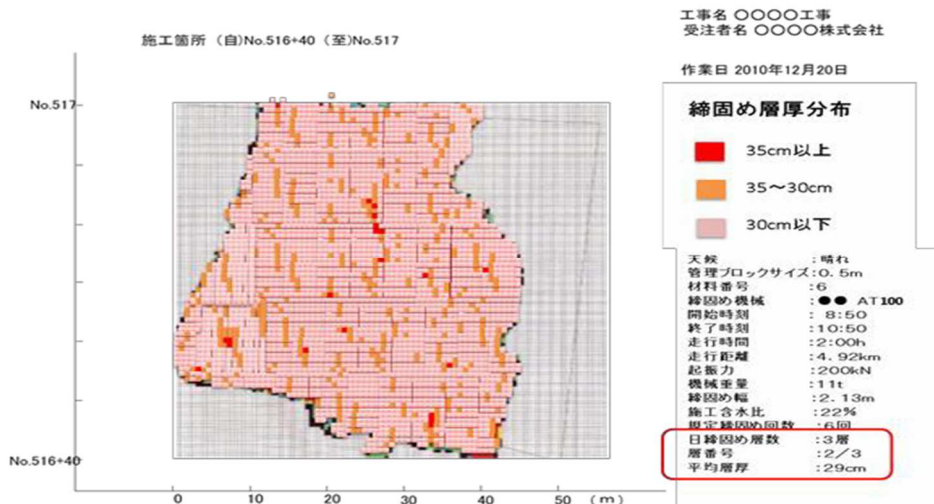 工事名 〇〇〇〇工事
受注者名 〇〇〇〇株式会社
施工箇所 (自)No.516+40 (至)No.517
作業日 2010年12月20日
No.517
No.516+40
0 10 20 30 40 50 (m)
締固め層厚分布
35cm以上
35～30cm
30cm以下
天候 :晴れ
管理ブロックサイズ:0.5m
材料番号 :6
締固め機械 :●● AT100
開始時刻 : 8:50
終了時刻 :10:50
走行時間 :2:00h
走行距離 :4.92km
起振力 :200kN
機械重量 :11t
締固め幅 :2.13m
施工含水比 :22%
規定締固め回数 :6回
日締固め層数 :3層
層番号 :2/3
平均層厚 :29cm